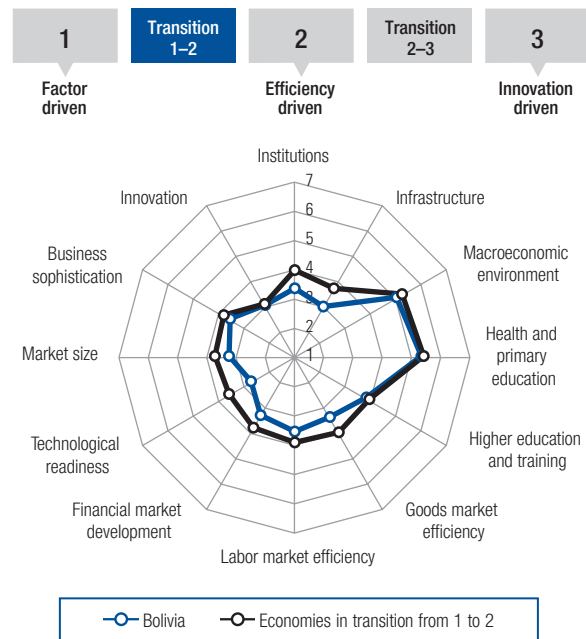 1
Transition
1–2
2
Transition
2–3
3
Factor
driven
Efficiency
driven
Innovation
driven
Institutions
Infrastructure
Macroeconomic
environment
Health and
primary
education
Higher education
and training
Goods market
efficiency
Labor market efficiency
Financial market
development
Technological
readiness
Market size
Business
sophistication
Innovation
7
6
5
4
3
2
1
Bolivia
Economies in transition from 1 to 2